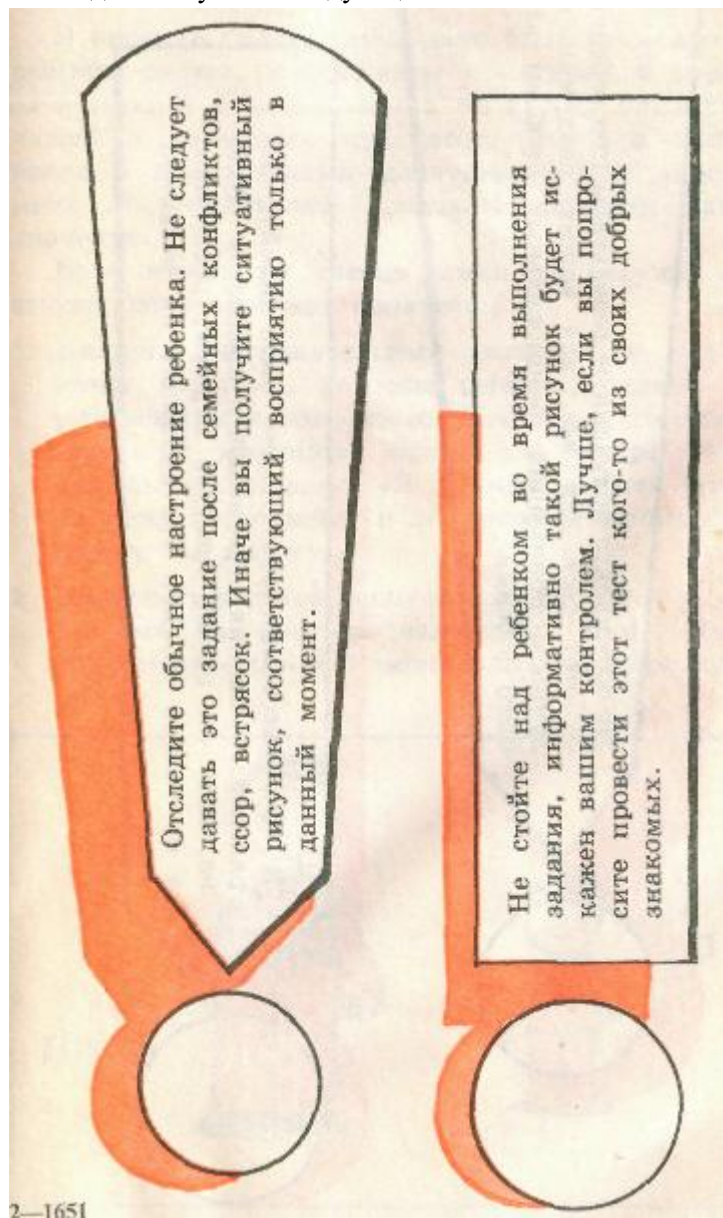 Отследите обычное настроение ребенка. Не следует
давать это задание после семейных конфликтов,
ссор, встрясок. Иначе вы получите ситуативный
рисунок, соответствующий восприятию только в
данный момент.
Не стойте над ребенком во время выполнения
задания, информативно такой рисунок будет ис-
кажен вашим контролем. Лучше, если вы попро-
сите провести этот тест кого-то из своих добрых
знакомых.
2—1651